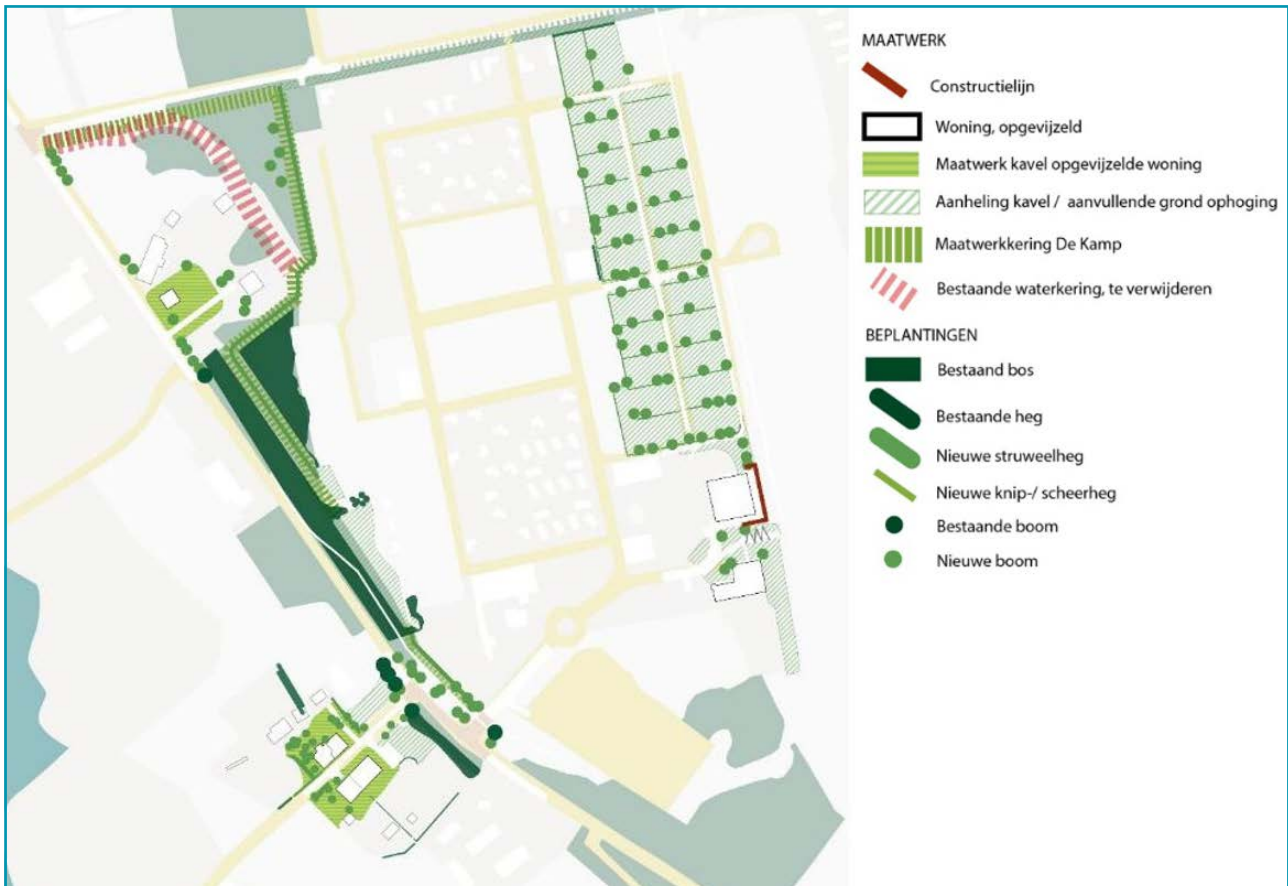 MAATWERK
Constructielijn
Woning, opgevijzeld
Maatwerk kavel opgevijzelde woning
Aanheling kavel / aanvullende grond ophoging
Maatwerkkering De Kamp
Bestaande waterkering, te verwijderen
BEPLANTINGEN
Bestaand bos
Bestaande heg
Nieuwe struweelheg
Nieuwe knip-/ scheerheg
Bestaande boom
Nieuwe boom